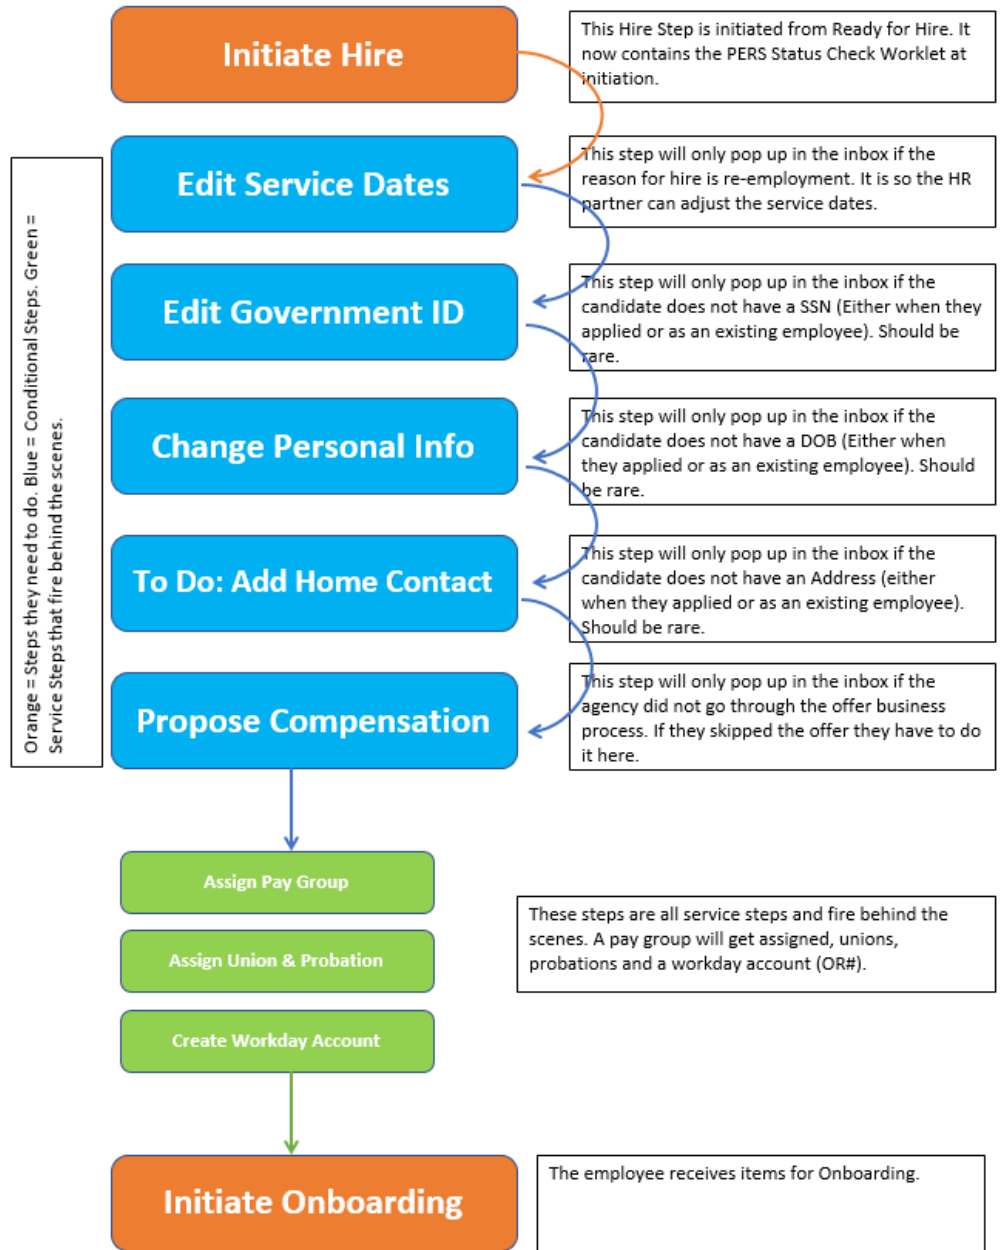 Initiate Hire
This Hire Step is initiated from Ready for Hire. It
now contains the PERS Status Check Worklet at
initiation.
Orange = Steps they need to do. Blue = Conditional Steps. Green =
Service Steps that fire behind the scenes.
Edit Service Dates
This step will only pop up in the inbox if the
reason for hire is re-employment. It is so the HR
partner can adjust the service dates.
Edit Government ID
This step will only pop up in the inbox if the
candidate does not have a SSN (Either when they
applied or as an existing employee). Should be
rare.
Change Personal Info
This step will only pop up in the inbox if the
candidate does not have a DOB (Either when
they applied or as an existing employee). Should
be rare.
To Do: Add Home Contact
This step will only pop up in the inbox if the
candidate does not have an Address (either
when they applied or as an existing employee).
Should be rare.
Propose Compensation
This step will only pop up in the inbox if the
agency did not go through the offer business
process. If they skipped the offer they have to do
it here.
Assign Pay Group
Assign Union & Probation
Create Workday Account
These steps are all service steps and fire behind the
scenes. A pay group will get assigned, unions,
probations and a workday account (OR#).
Initiate Onboarding
The employee receives items for Onboarding.